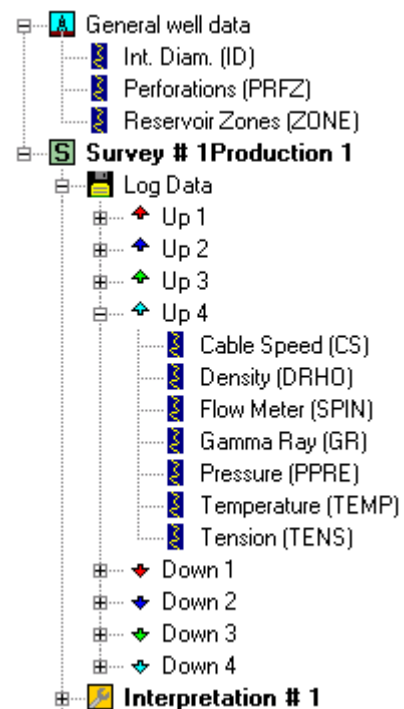 General well data
Int. Diam. (ID)
Perforations (PRFZ)
Reservoir Zones (ZONE)
S Survey # 1Production 1
Log Data
Up 1
Up 2
Up 3
Up 4
Cable Speed (CS)
Density (DRHO)
Flow Meter (SPIN)
Gamma Ray (GR)
Pressure (PPRE)
Temperature (TEMP)
Tension (TENS)
Down 1
Down 2
Down 3
Down 4
Interpretation # 1